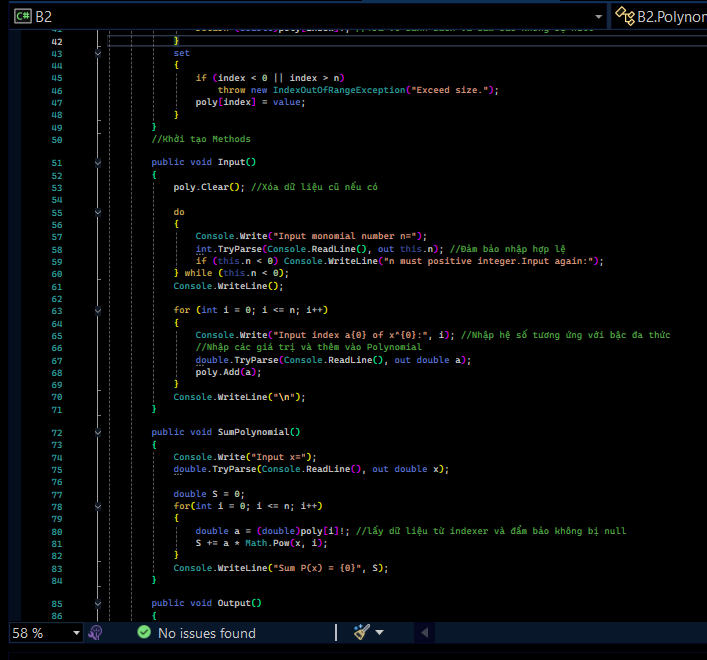 C# B2
B2.Polynon
42 }
43 set
44 {
45 if (index < 0 || index > n)
46 throw new IndexOutOfRangeException("Exceed size.");
47 poly[index] = value;
48 }
49 }
50 //Khởi tạo Methods
51 public void Input()
52 {
53 poly.Clear(); //Xóa dữ liệu cũ nếu có
54
55 do
56 {
57 Console.Write("Input monomial number n=");
58 int.TryParse(Console.ReadLine(), out this.n); //Đảm bảo nhập hợp lệ
59 if (this.n < 0) Console.WriteLine("n must positive integer.Input again:");
60 } while (this.n < 0);
61 Console.WriteLine();
62
63 for (int i = 0; i <= n; i++)
64 {
65 Console.Write("Input index a{0} of x^{0}:", i); //Nhập hệ số tương ứng với bậc đa thức
66 //Nhập các giá trị và thêm vào Polynomial
67 double.TryParse(Console.ReadLine(), out double a);
68 poly.Add(a);
69 }
70 Console.WriteLine("\n");
71 }
72 public void SumPolynomial()
73 {
74 Console.Write("Input x=");
75 double.TryParse(Console.ReadLine(), out double x);
76
77 double S = 0;
78 for(int i = 0; i <= n; i++)
79 {
80 double a = (double)poly[i]!; //lấy dữ liệu từ indexer và đẩm bảo không bị null
81 S += a * Math.Pow(x, i);
82 }
83 Console.WriteLine("Sum P(x) = {0}", S);
84 }
85 public void Output()
86 {
58 %
No issues found